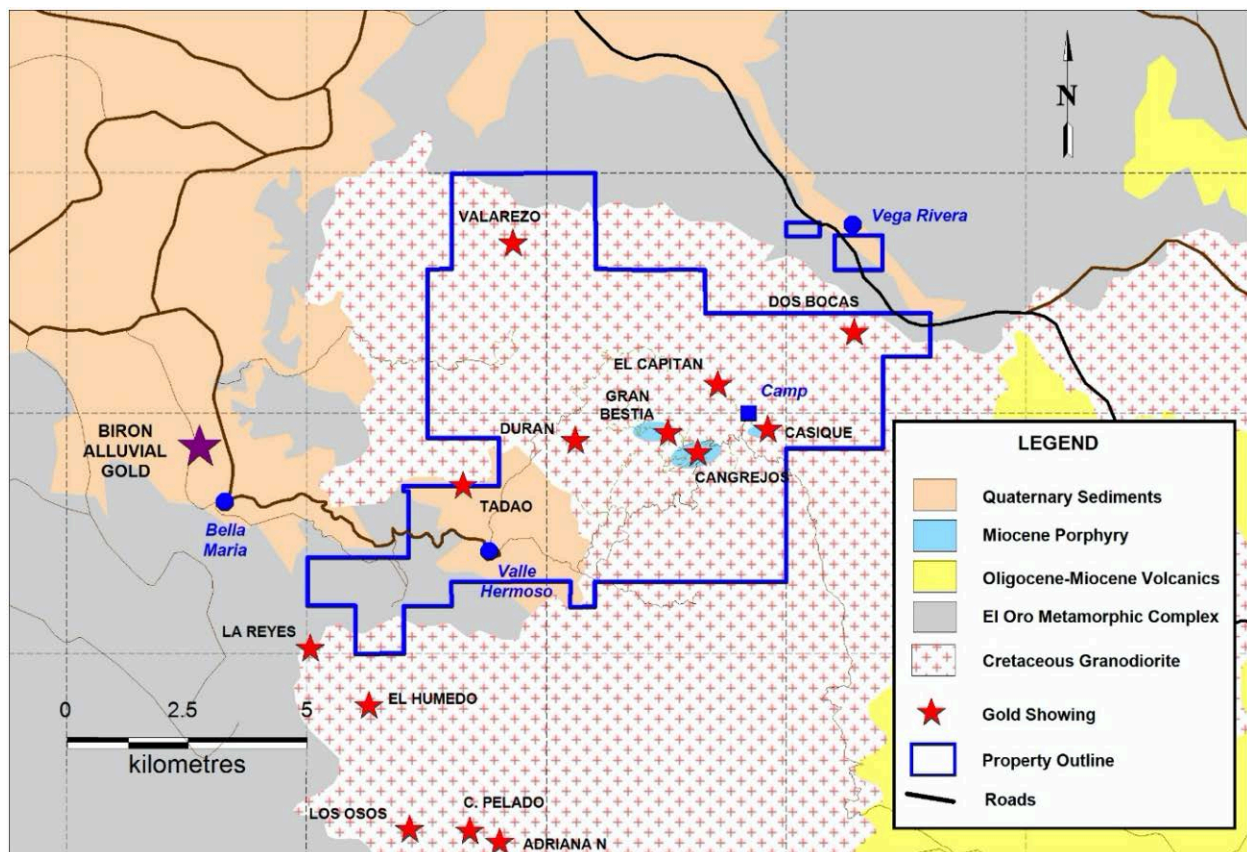 N
VALAREZO
Vega Rivera
DOS BOCAS
EL CAPITAN
Camp
GRAN
BESTIA
DURAN
CASIQUE
CANGREJOS
BIRON
ALLUVIAL
GOLD
TADAO
Bella
Maria
Valle
Hermoso
LA REYES
EL HUMEDO
LOS OSOS
C. PELADO
ADRIANA N
0 2.5 5
kilometres
LEGEND
Quaternary Sediments
Miocene Porphyry
Oligocene-Miocene Volcanics
El Oro Metamorphic Complex
Cretaceous Granodiorite
Gold Showing
Property Outline
Roads